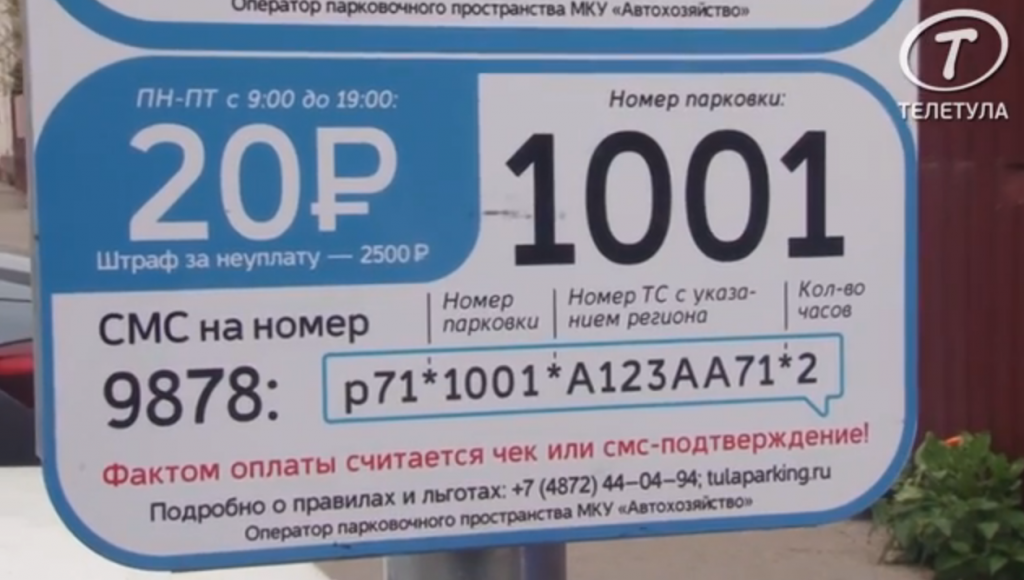 Оператор парковочного пространства МКУ «Автохозяйство»
Т
ТЕЛЕТУЛА
ПН-ПТ с 9:00 до 19:00:
20₽
Штраф за неуплату — 2500 ₽
Номер парковки:
1001
СМС на номер
9878:
Номер
парковки
Номер ТС с указа-
нием региона
Кол-во
часов
р71*1001*А123АА71*2
Фактом оплаты считается чек или смс-подтверждение!
Подробно о правилах и льготах: +7 (4872) 44–04–94; tulaparking.ru
Оператор парковочного пространства МКУ «Автохозяйство»